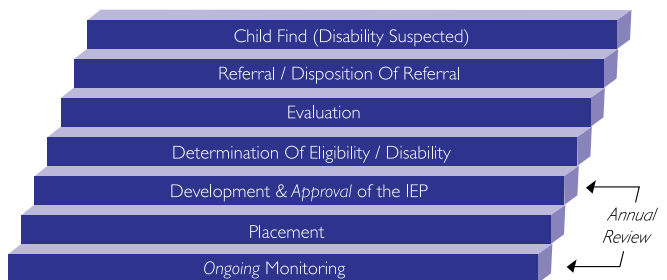 Child Find (Disability Suspected)
Referral / Disposition Of Referral
Evaluation
Determination Of Eligibility / Disability
Development & Approval of the IEP
Placement
Ongoing Monitoring
Annual
Review